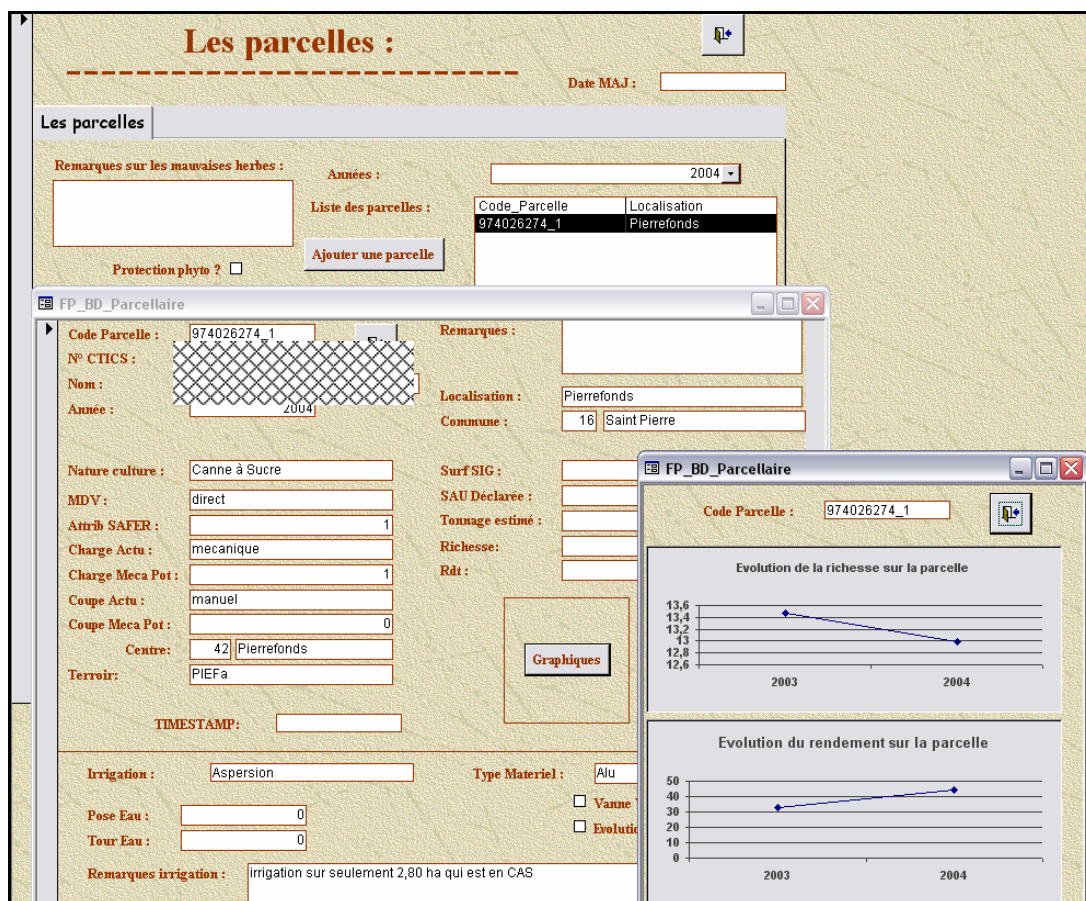 Les parcelles :
Date MAJ :
Les parcelles
Remarques sur les mauvaises herbes :
Années :
2004
Liste des parcelles :
Code_Parcelle Localisation
974026274_1 Pierrefonds
Ajouter une parcelle
Protection phyto ?
FP_BD_Parcellaire
Code Parcelle : 974026274_1
N° CTICS :
Nom :
Année : 2004
Remarques :
Localisation : Pierrefonds
Commune : 16 Saint Pierre
Nature culture : Canne à Sucre
MDV : direct
Attrib SAFER : 1
Charge Actu : mecanique
Charge Meca Pot : 1
Coupe Actu : manuel
Coupe Meca Pot : 0
Centre: 42 Pierrefonds
Terroir: PIEFa
Surf SIG :
SAU Déclarée :
Tonnage estimé :
Richesse:
Rdt :
Graphiques
TIMESTAMP:
Irrigation : Aspersion
Type Materiel : Alu
Pose Eau : 0
Tour Eau : 0
Vanne
Remarques irrigation : irrigation sur seulement 2,80 ha qui est en CAS
FP_BD_Parcellaire
Code Parcelle : 974026274_1
Evolution de la richesse sur la parcelle
13,6
13,4
13,2
13
12,8
12,6
2003 2004
Evolution du rendement sur la parcelle
50
40
30
20
10
0
2003 2004